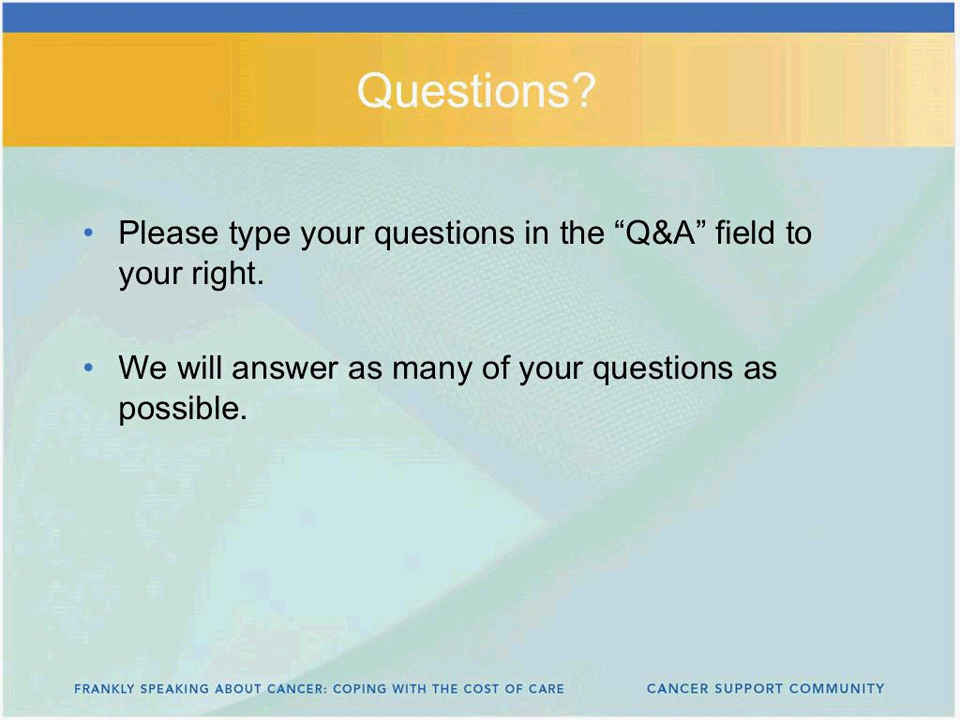 Questions?
• Please type your questions in the “Q&A” field to
your right.
• We will answer as many of your questions as
possible.
FRANKLY SPEAKING ABOUT CANCER: COPING WITH THE COST OF CARE
CANCER SUPPORT COMMUNITY